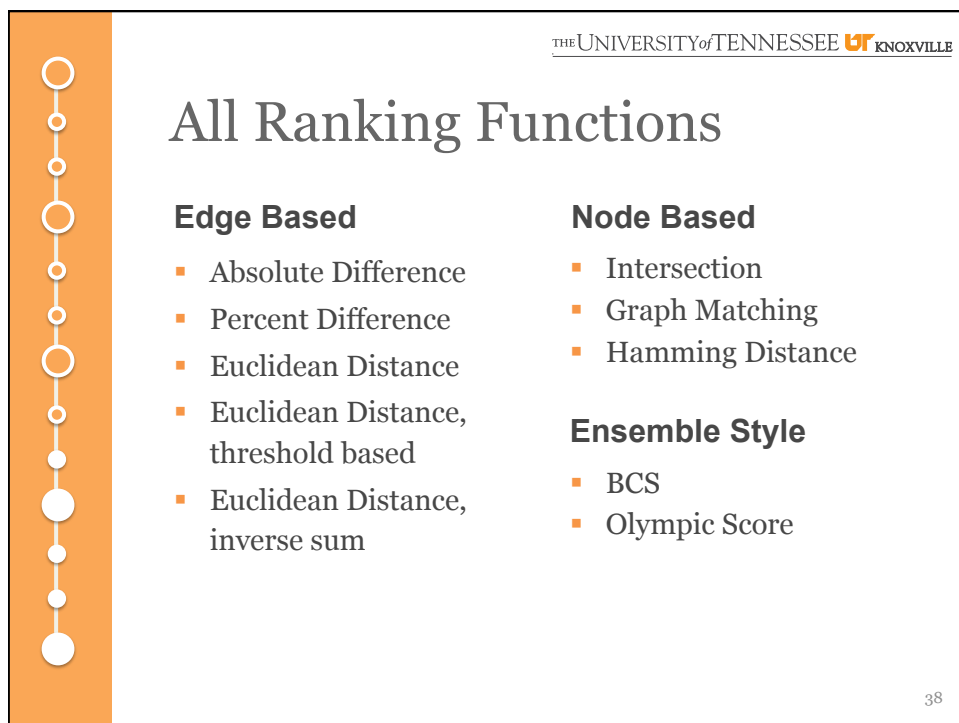 THE UNIVERSITY of TENNESSEE UT KNOXVILLE
All Ranking Functions
Edge Based
▪ Absolute Difference
▪ Percent Difference
▪ Euclidean Distance
▪ Euclidean Distance,
threshold based
▪ Euclidean Distance,
inverse sum
Node Based
▪ Intersection
▪ Graph Matching
▪ Hamming Distance
Ensemble Style
▪ BCS
▪ Olympic Score
38